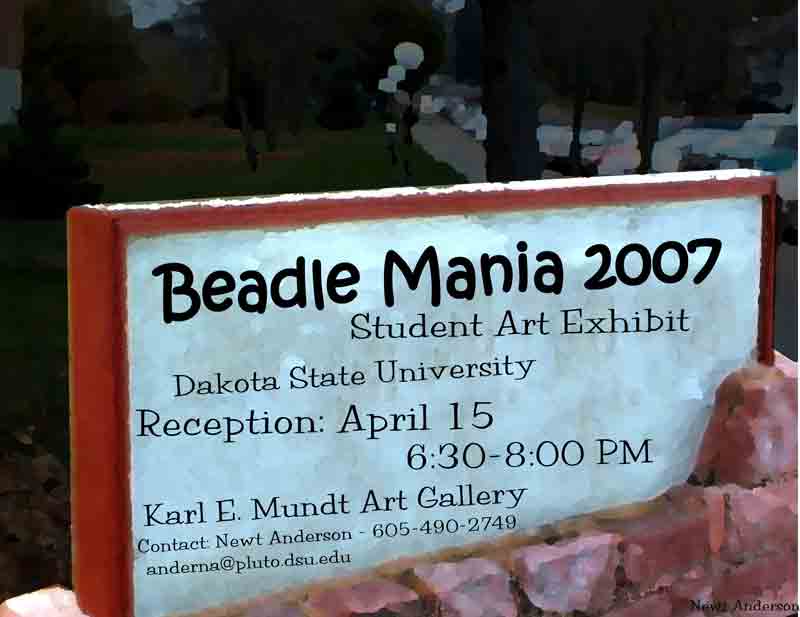 Beadle Mania 2007
Student Art Exhibit
Dakota State University
Reception: April 15
6:30-8:00 PM
Karl E. Mundt Art Gallery
Contact: Newt Anderson - 605-490-2749
anderna@pluto.dsu.edu
Newt Anderson